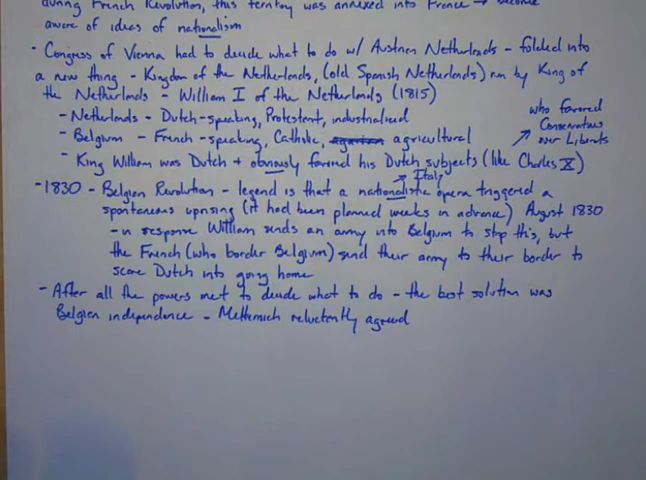 during French Revolution, this territory was annexed into France → become
aware of ideas of nationalism
· Congress of Vienna had to decide what to do w/ Austrian Netherlands - folded into
a new thing - Kingdom of the Netherlands, (old Spanish Netherlands) run by King of
the Netherlands - William I of the Netherlands (1815)
- Netherlands - Dutch-speaking, Protestant, industrialized
- Belgium - French-speaking, Catholic, agrarian agricultural
who favored
Conservatives
over Liberals
- King William was Dutch + obviously favored his Dutch subjects (like Charles X)
Italy
- 1830 - Belgian Revolution - legend is that a nationalistic opera triggered a
spontaneous uprising (it had been planned weeks in advance) August 1830
- in response William sends an army into Belgium to stop this, but
the French (who border Belgium) send their army to their border to
scare Dutch into going home
- After all the powers met to decide what to do - the best solution was
Belgian independence - Metternich reluctantly agreed